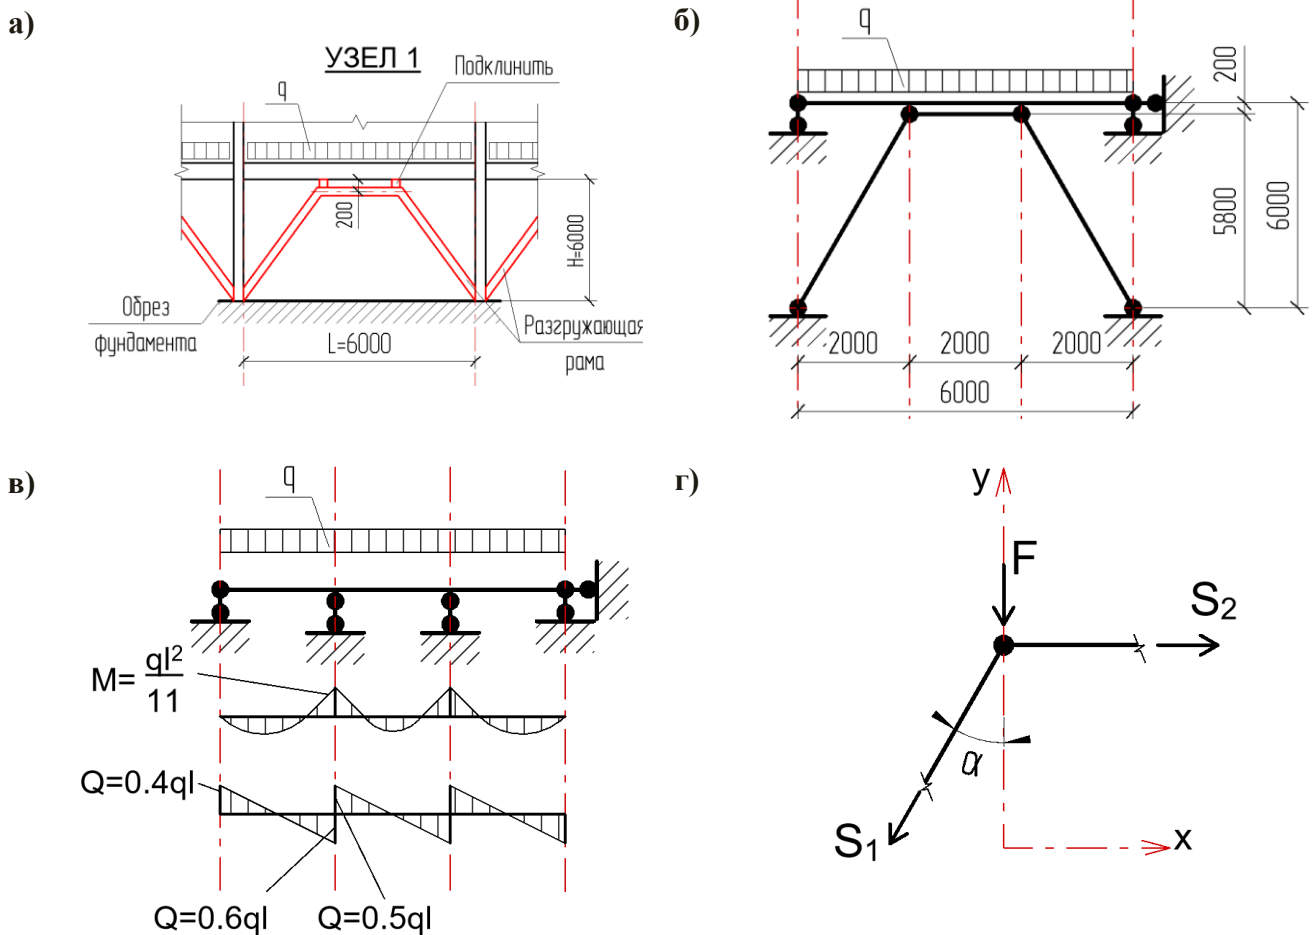 а)
УЗЕЛ 1
Подклинить
q
q
200
H=6000
Обрез
фундамента
L=6000
Разгружающая
рама
б)
q
200
5800
6000
2000
2000
2000
6000
в)
q
M= ql²/11
Q=0.4ql
Q=0.6ql
Q=0.5ql
г)
y
F
S₂
α
S₁
x